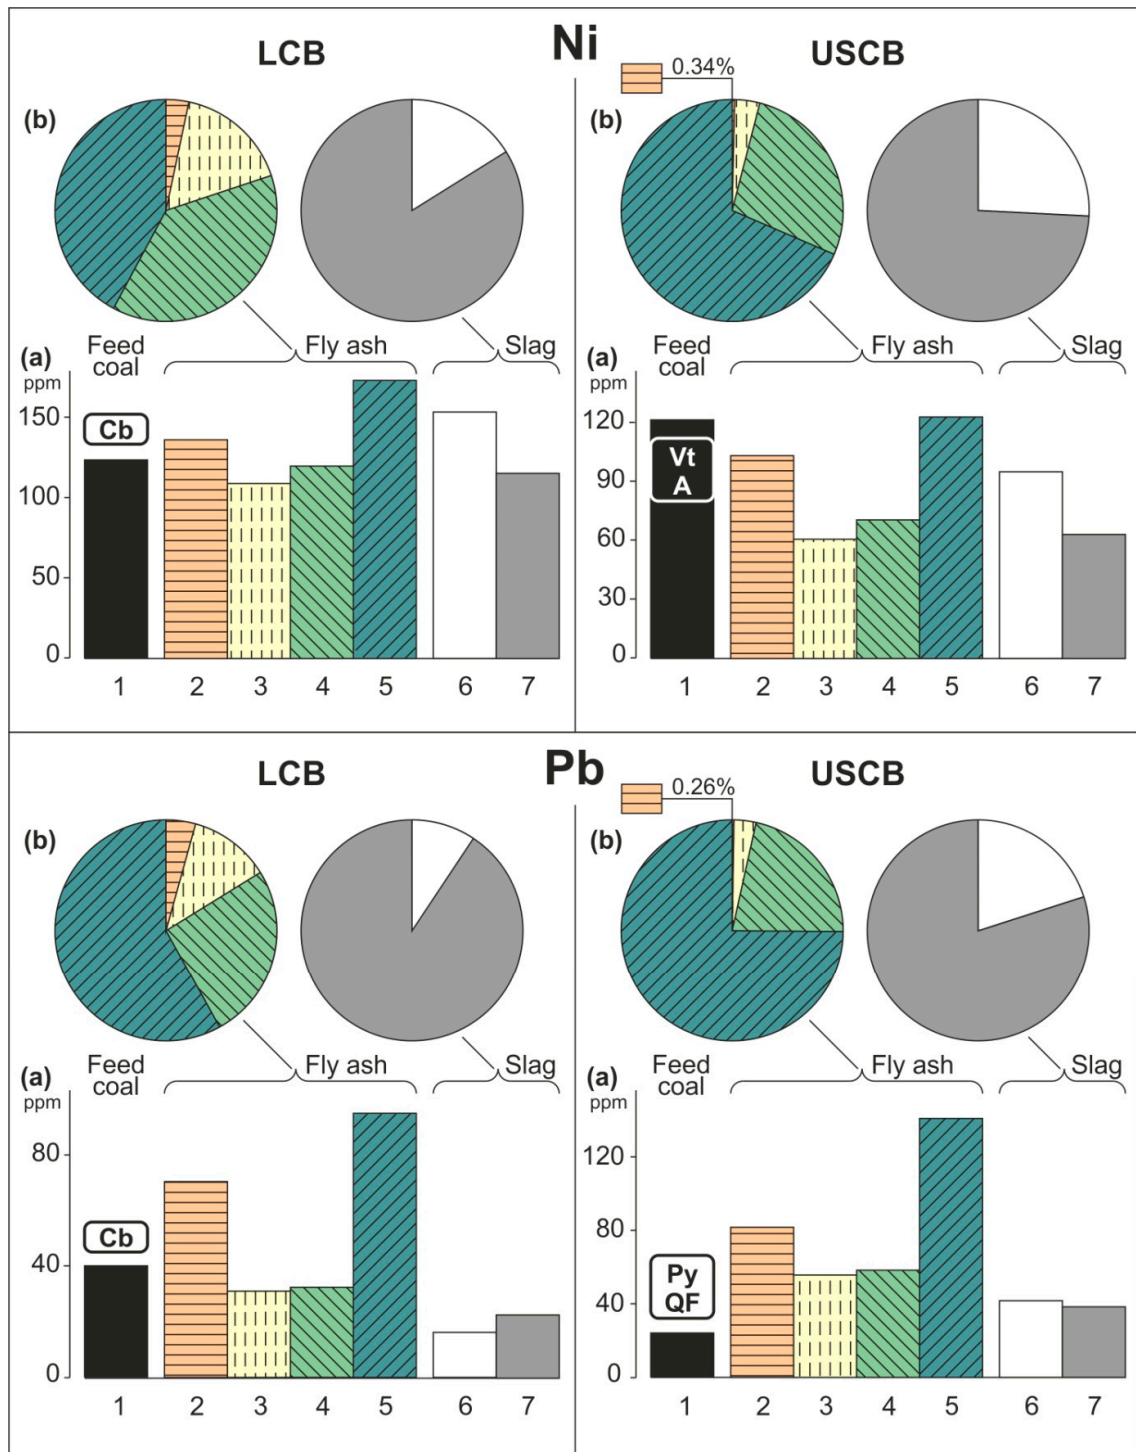 Ni
LCB
(b)
Feed
coal
Fly ash
Slag
(a)
ppm
150
100
50
0
Cb
1 2 3 4 5 6 7
USCB
0.34%
(b)
Feed
coal
Fly ash
Slag
(a)
ppm
120
90
60
30
0
Vt
A
1 2 3 4 5 6 7
Pb
LCB
(b)
Feed
coal
Fly ash
Slag
(a)
ppm
80
40
0
Cb
1 2 3 4 5 6 7
USCB
0.26%
(b)
Feed
coal
Fly ash
Slag
(a)
ppm
120
80
40
0
Py
QF
1 2 3 4 5 6 7